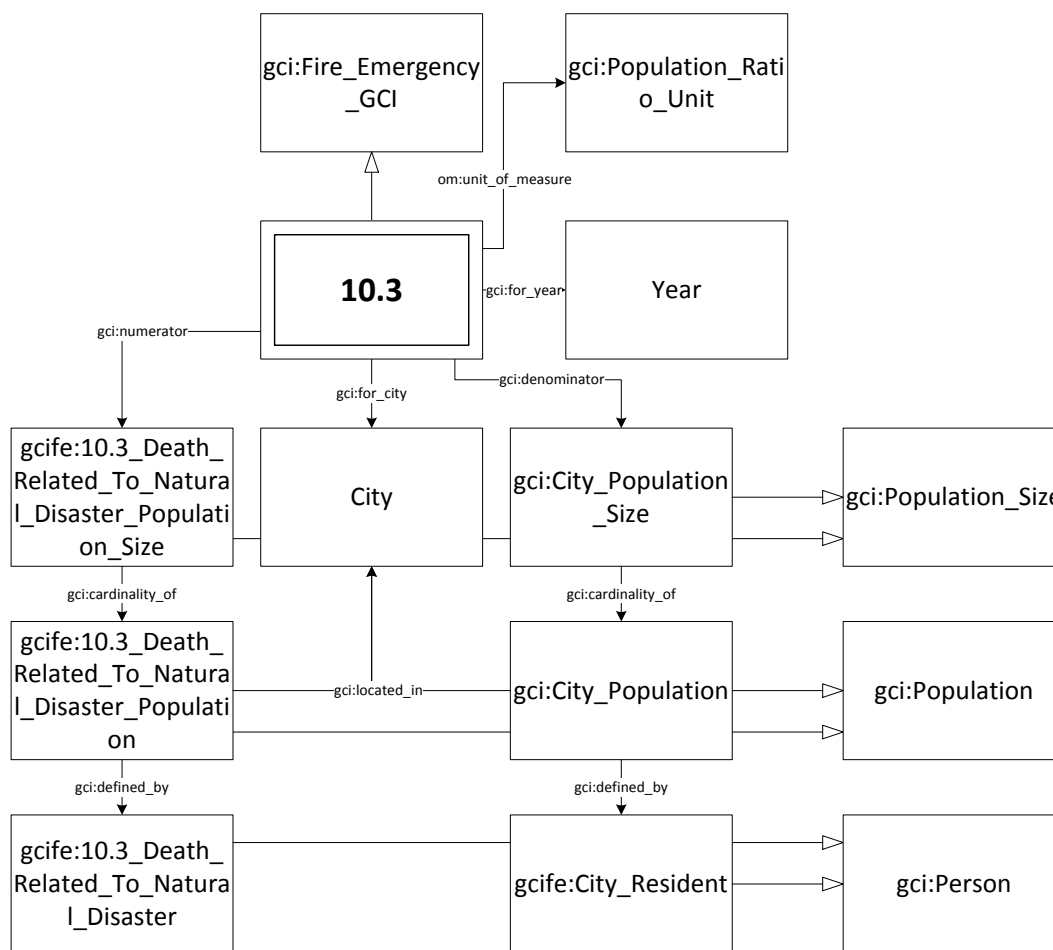 gci:Fire_Emergency
_GCI
gci:Population_Rati
o_Unit
om:unit_of_measure
10.3
gci:for_year
Year
gci:numerator
gci:for_city
gci:denominator
gcife:10.3_Death_
Related_To_Natura
l_Disaster_Populati
on_Size
City
gci:City_Population
_Size
gci:Population_Size
gci:cardinality_of
gci:cardinality_of
gcife:10.3_Death_
Related_To_Natura
l_Disaster_Populati
on
gci:located_in
gci:City_Population
gci:Population
gci:defined_by
gci:defined_by
gcife:10.3_Death_
Related_To_Natura
l_Disaster
gcife:City_Resident
gci:Person